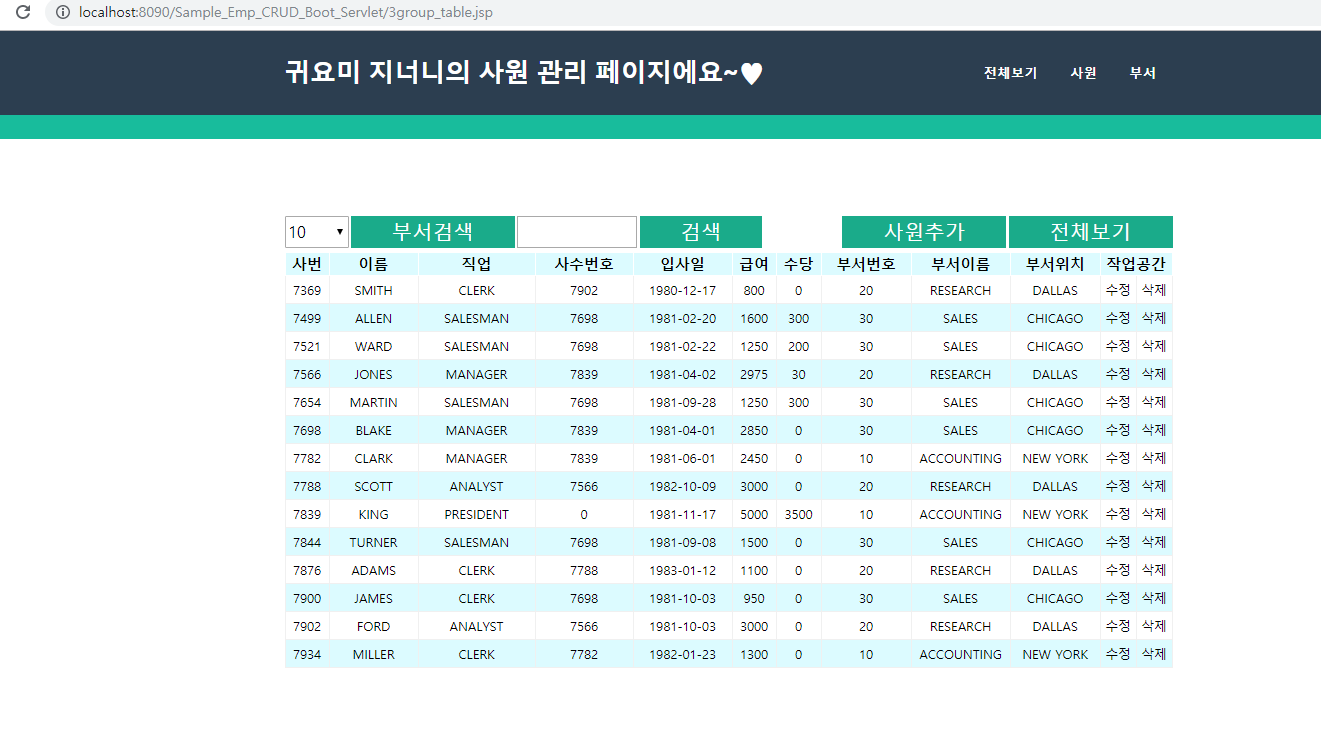 localhost:8090/Sample_Emp_CRUD_Boot_Servlet/3group_table.jsp
귀요미 지너니의 사원 관리 페이지에요~♥ 전체보기 사원 부서
10 부서검색 검색 사원추가 전체보기
사번 이름 직업 사수번호 입사일 급여 수당 부서번호 부서이름 부서위치 작업공간
7369 SMITH CLERK 7902 1980-12-17 800 0 20 RESEARCH DALLAS 수정 삭제
7499 ALLEN SALESMAN 7698 1981-02-20 1600 300 30 SALES CHICAGO 수정 삭제
7521 WARD SALESMAN 7698 1981-02-22 1250 200 30 SALES CHICAGO 수정 삭제
7566 JONES MANAGER 7839 1981-04-02 2975 30 20 RESEARCH DALLAS 수정 삭제
7654 MARTIN SALESMAN 7698 1981-09-28 1250 300 30 SALES CHICAGO 수정 삭제
7698 BLAKE MANAGER 7839 1981-04-01 2850 0 30 SALES CHICAGO 수정 삭제
7782 CLARK MANAGER 7839 1981-06-01 2450 0 10 ACCOUNTING NEW YORK 수정 삭제
7788 SCOTT ANALYST 7566 1982-10-09 3000 0 20 RESEARCH DALLAS 수정 삭제
7839 KING PRESIDENT 0 1981-11-17 5000 3500 10 ACCOUNTING NEW YORK 수정 삭제
7844 TURNER SALESMAN 7698 1981-09-08 1500 0 30 SALES CHICAGO 수정 삭제
7876 ADAMS CLERK 7788 1983-01-12 1100 0 20 RESEARCH DALLAS 수정 삭제
7900 JAMES CLERK 7698 1981-10-03 950 0 30 SALES CHICAGO 수정 삭제
7902 FORD ANALYST 7566 1981-10-03 3000 0 20 RESEARCH DALLAS 수정 삭제
7934 MILLER CLERK 7782 1982-01-23 1300 0 10 ACCOUNTING NEW YORK 수정 삭제